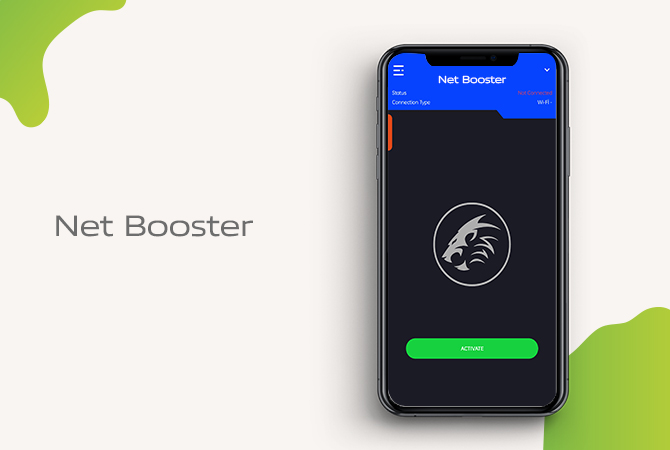 Net Booster
Net Booster
Status Not Connected
Connection Type Wi-Fi -
ACTIVATE